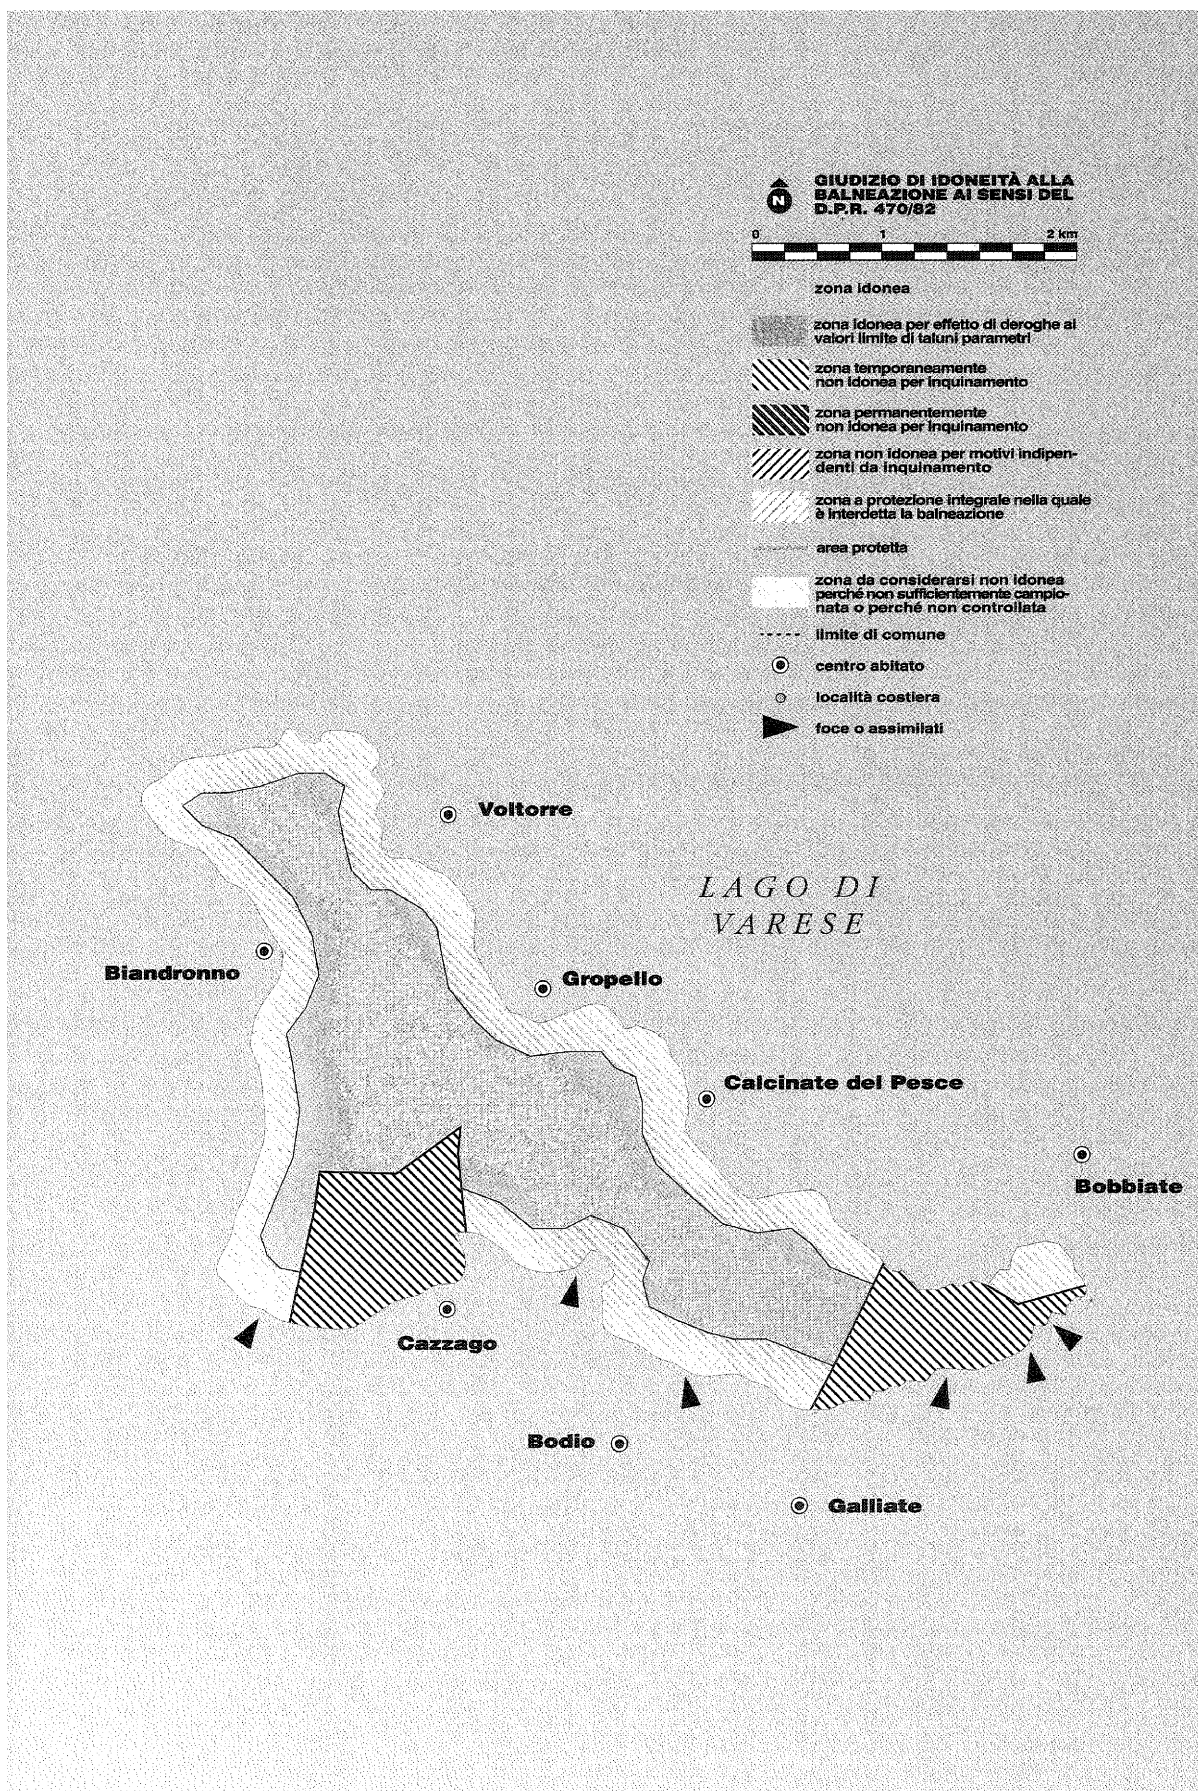 N
GIUDIZIO DI IDONEITÀ ALLA
BALNEAZIONE AI SENSI DEL
D.P.R. 470/82
0 1 2 km
zona idonea
zona idonea per effetto di deroghe ai
valori limite di taluni parametri
zona temporaneamente
non idonea per inquinamento
zona permanentemente
non idonea per inquinamento
zona non idonea per motivi indipen-
denti da inquinamento
zona a protezione integrale nella quale
è interdetta la balneazione
area protetta
zona da considerarsi non idonea
perché non sufficientemente campio-
nata o perché non controllata
limite di comune
centro abitato
località costiera
foce o assimilati
Voltorre
LAGO DI
VARESE
Biandronno
Gropello
Calcinate del Pesce
Bobbiate
Cazzago
Bodio
Galliate